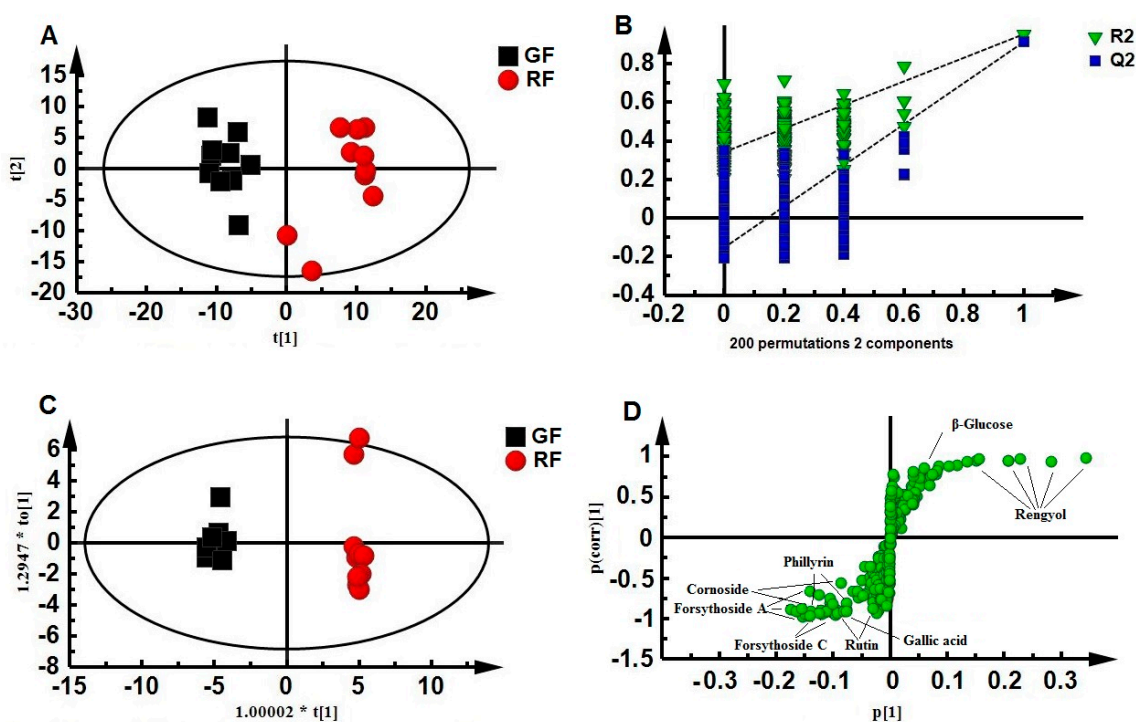 A
GF
RF
15
10
5
0
-5
-10
-15
-20
t[2]
-30 -20 -10 0 10 20
t[1]
B
R2
Q2
0.8
0.6
0.4
0.2
0
-0.2
-0.4
-0.2 0 0.2 0.4 0.6 0.8 1
200 permutations 2 components
C
GF
RF
6
4
2
0
-2
-4
-6
-8
1.2947 * to[1]
-15 -10 -5 0 5 10
1.00002 * t[1]
D
β-Glucose
1
0.5
0
-0.5
-1
-1.5
p(corr)[1]
Rengyol
Phillyrin
Cornoside
Forsythoside A
Forsythoside C
Rutin
Gallic acid
-0.3 -0.2 -0.1 0 0.1 0.2 0.3
p[1]